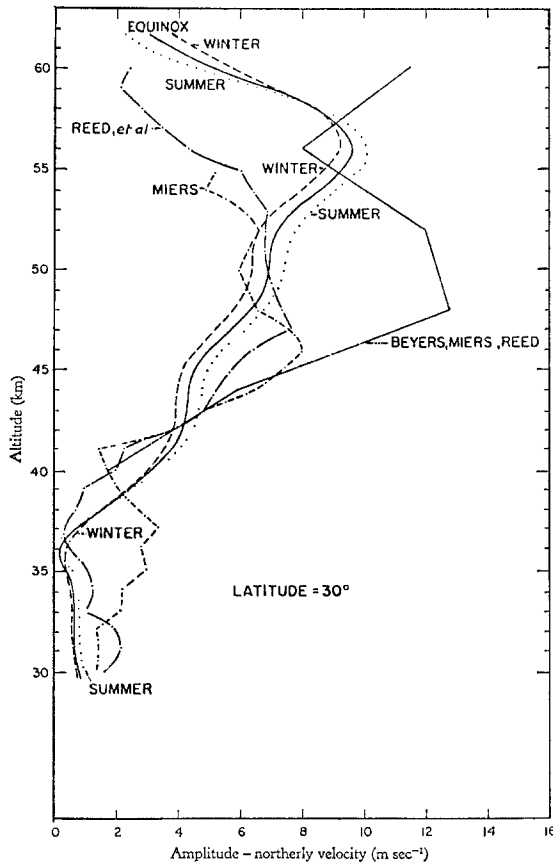 EQUINOX
WINTER
60
SUMMER
REED, et al
55
WINTER
MIERS
SUMMER
50
BEYERS, MIERS, REED
45
Altitude (km)
40
WINTER
35
LATITUDE = 30°
30
SUMMER
0 2 4 6 8 10 12 14 16
Amplitude – northerly velocity (m sec⁻¹)